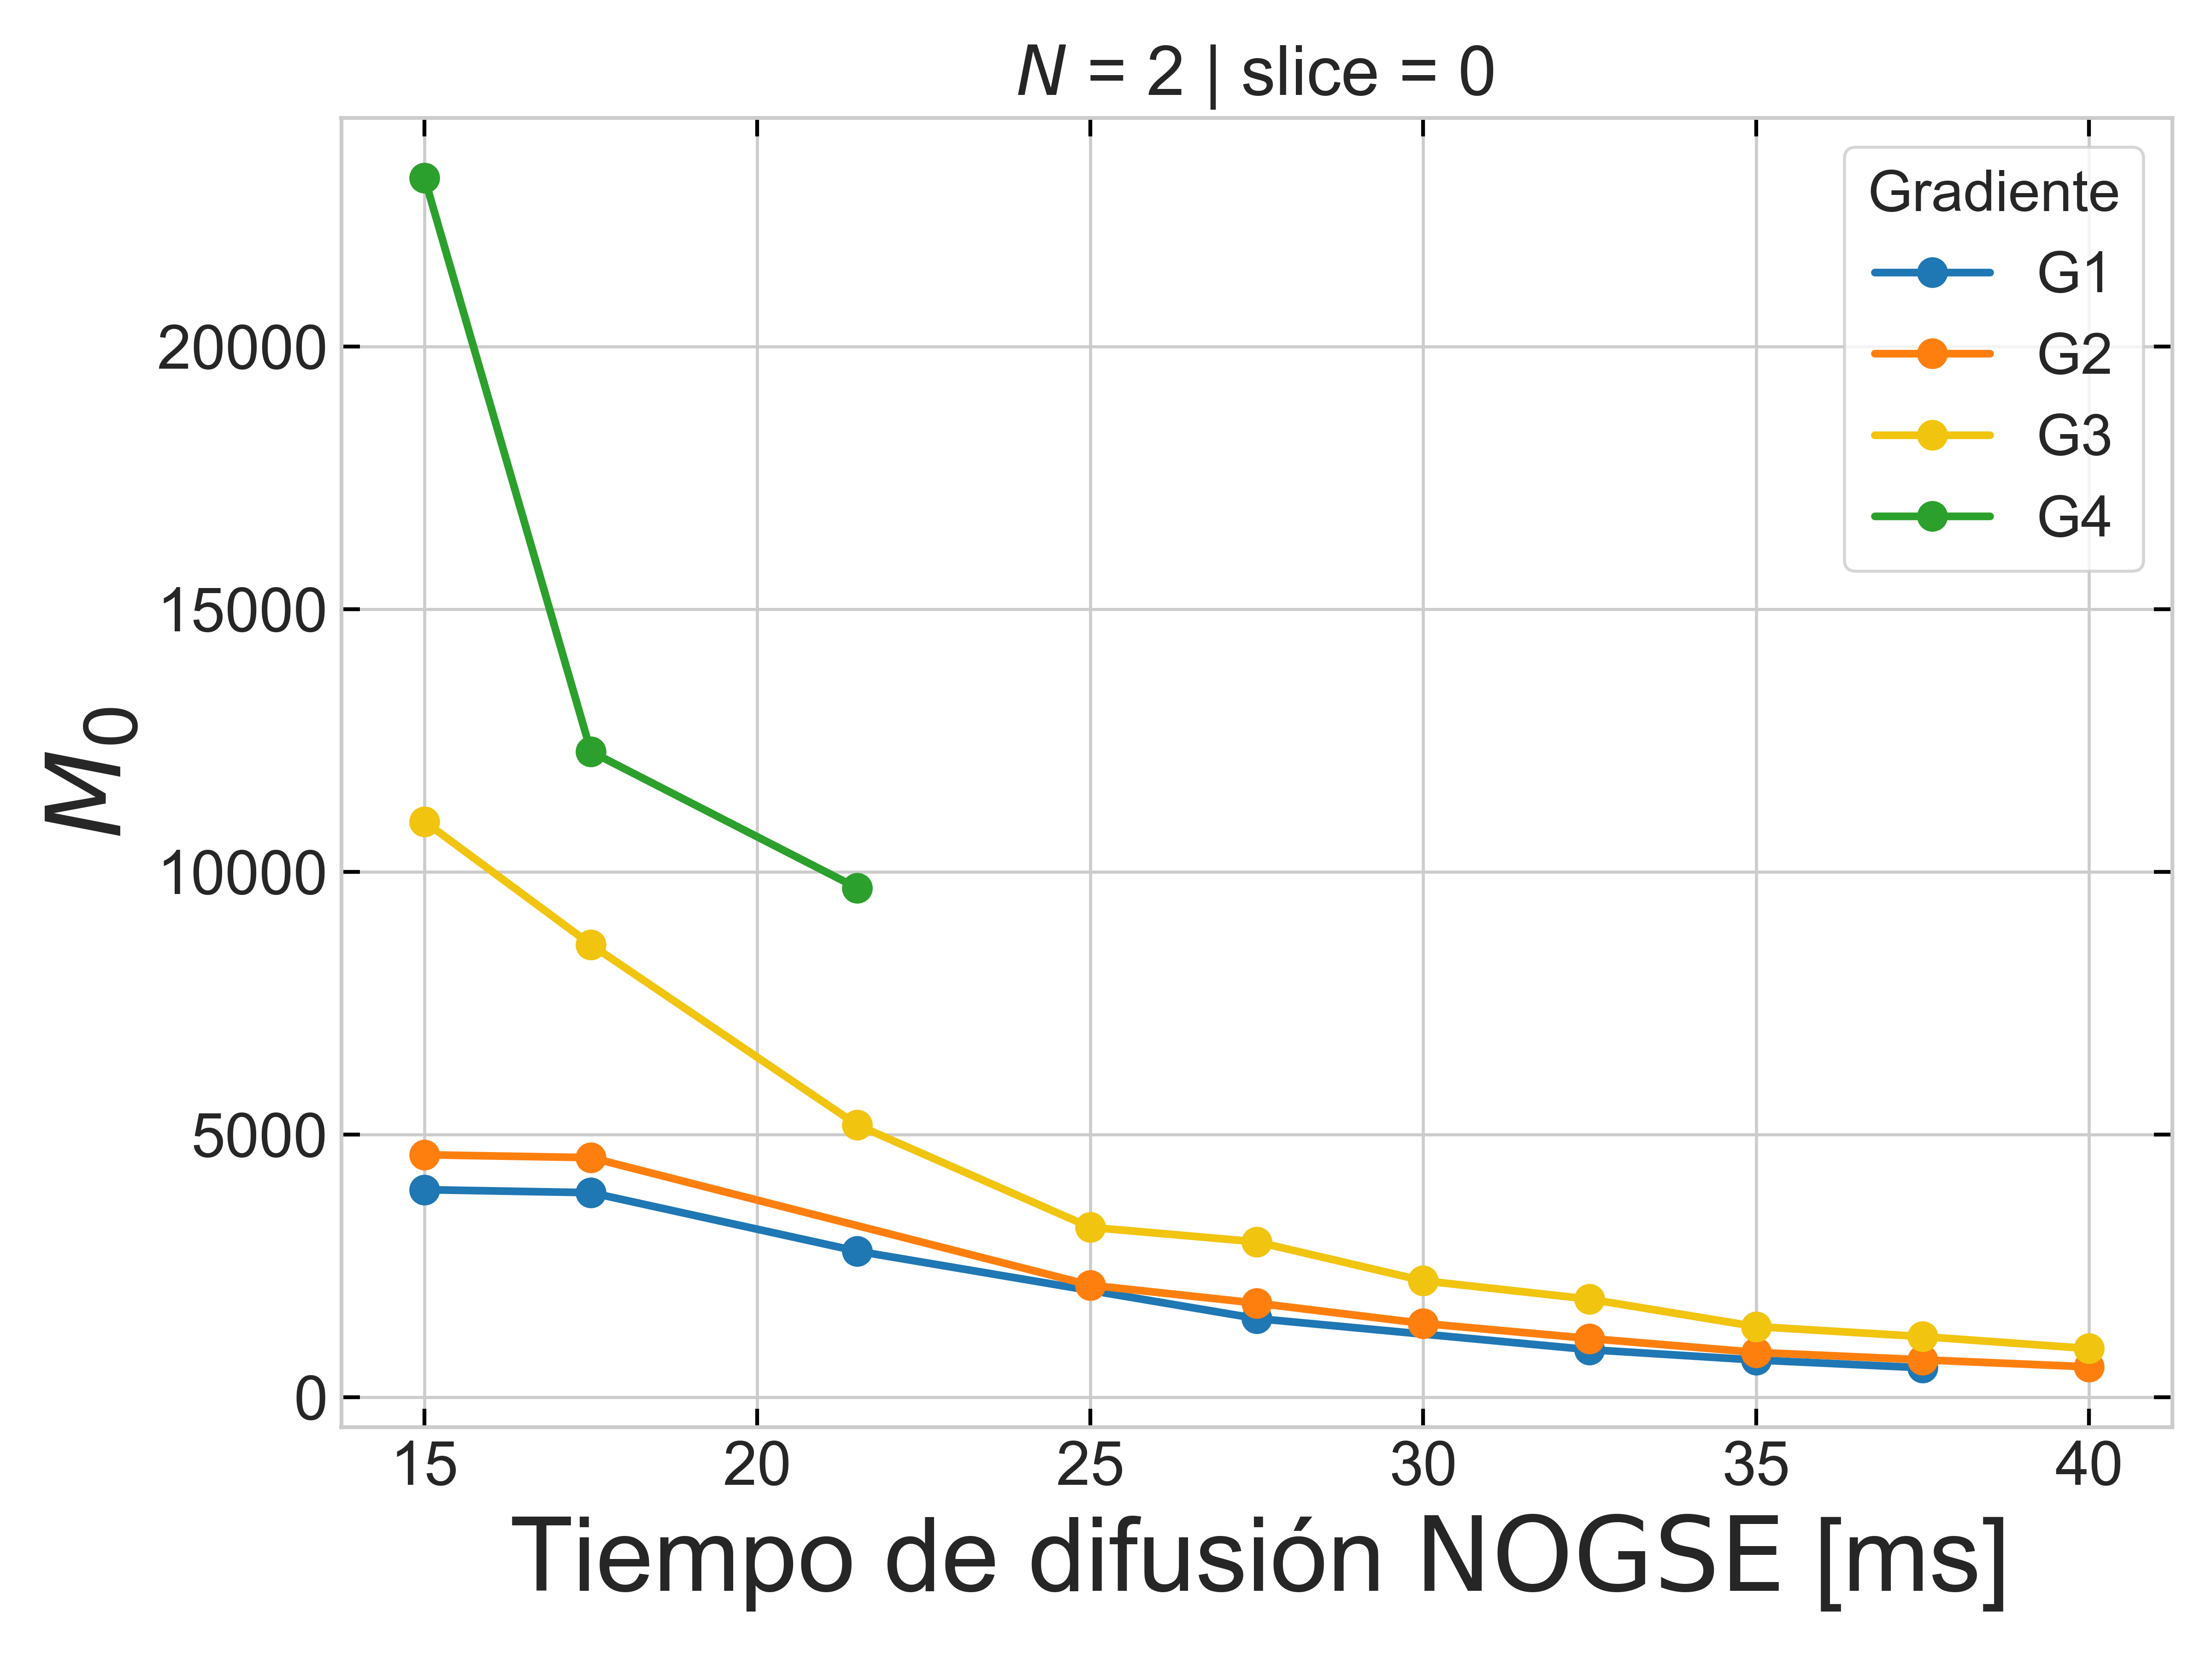 N = 2 | slice = 0
Gradiente
G1
G2
G3
G4
M0
20000
15000
10000
5000
0
15 20 25 30 35 40
Tiempo de difusión NOGSE [ms]